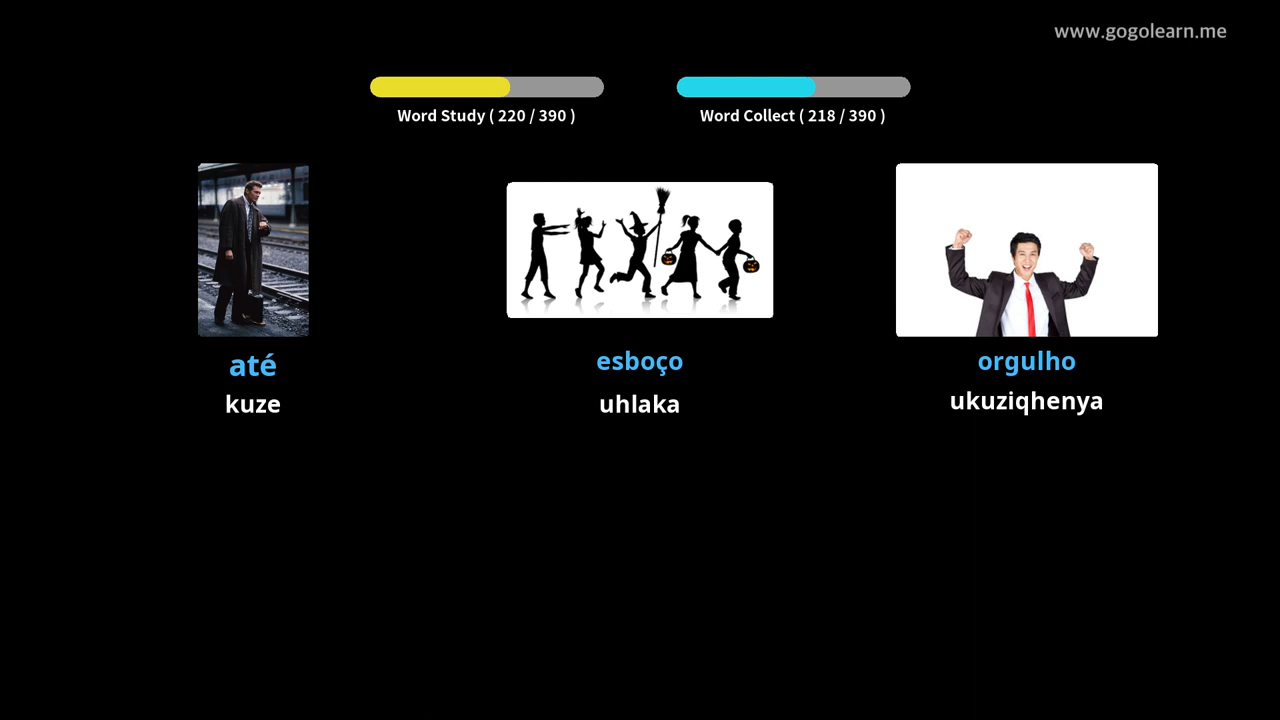 www.gogolearn.me
Word Study ( 220 / 390 )
Word Collect ( 218 / 390 )
até
kuze
esboço
uhlaka
orgulho
ukuziqhenya